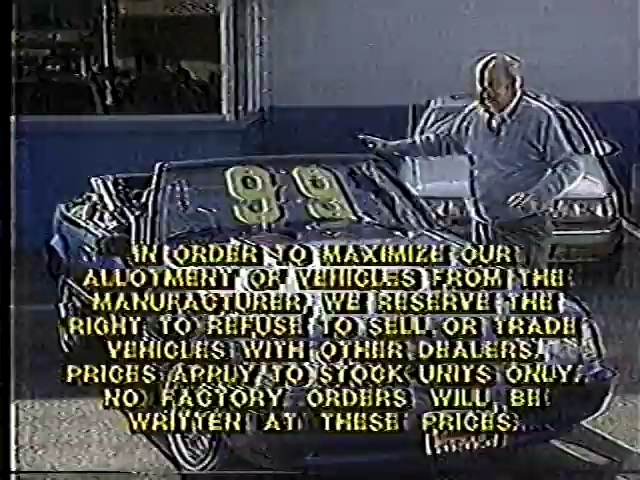 99
IN ORDER TO MAXIMIZE OUR
ALLOTMENT OF VEHICLES FROM THE
MANUFACTURER, WE RESERVE THE
RIGHT TO REFUSE TO SELL OR TRADE
VEHICLES WITH OTHER DEALERS.
PRICES APPLY TO STOCK UNITS ONLY.
NO FACTORY ORDERS WILL BE
WRITTEN AT THESE PRICES.